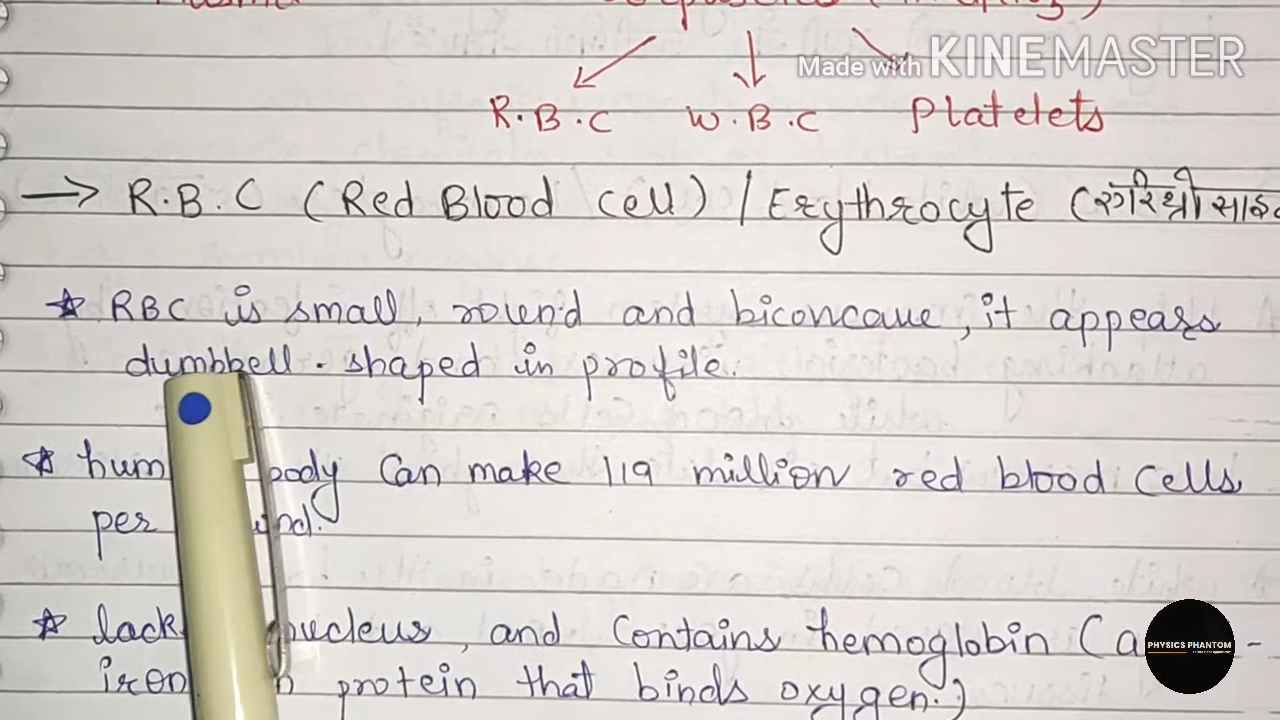 Made with KINEMASTER
R.B.C W.B.C Platelets
→ R.B.C (Red Blood cell) / Erythrocyte (
☆ RBC is small, round and biconcave, it appears
dumbbell - shaped in profile.
☆ body Can make 119 million red blood cells
per
☆ lack nucleus, and contains hemoglobin (a
iron protein that binds oxygen.)
PHYSICS PHANTOM